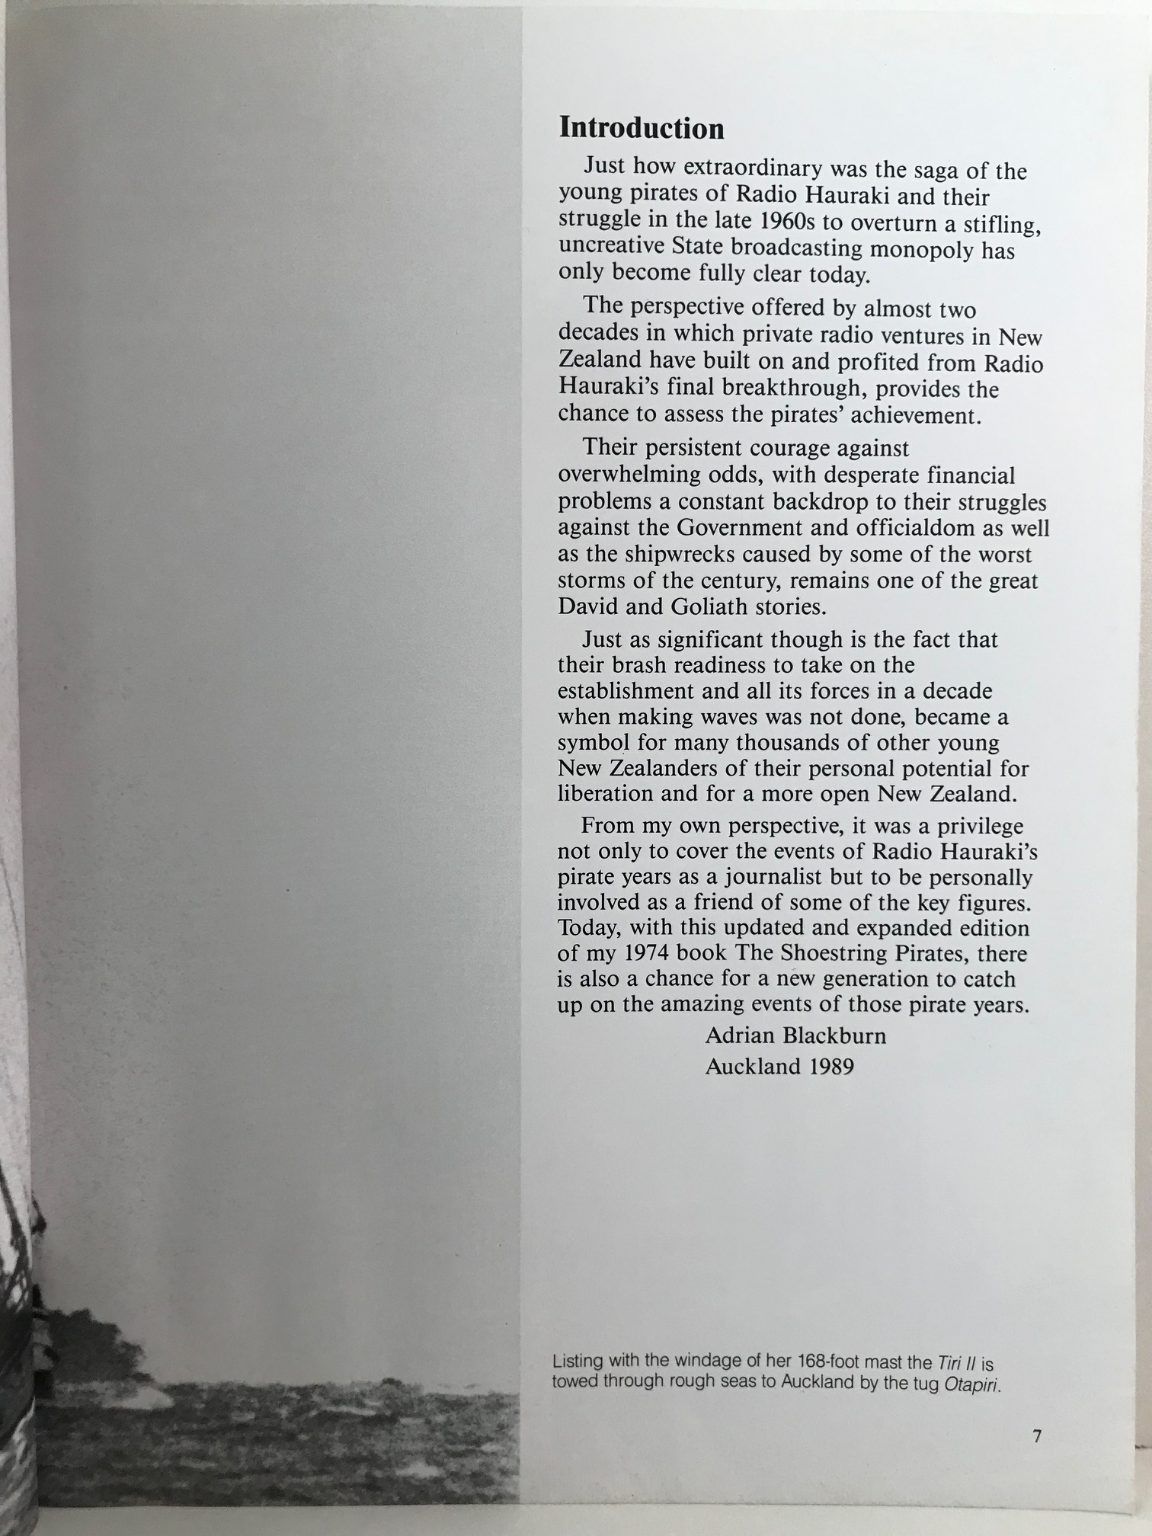 Introduction
Just how extraordinary was the saga of the
young pirates of Radio Hauraki and their
struggle in the late 1960s to overturn a stifling,
uncreative State broadcasting monopoly has
only become fully clear today.
The perspective offered by almost two
decades in which private radio ventures in New
Zealand have built on and profited from Radio
Hauraki’s final breakthrough, provides the
chance to assess the pirates’ achievement.
Their persistent courage against
overwhelming odds, with desperate financial
problems a constant backdrop to their struggles
against the Government and officialdom as well
as the shipwrecks caused by some of the worst
storms of the century, remains one of the great
David and Goliath stories.
Just as significant though is the fact that
their brash readiness to take on the
establishment and all its forces in a decade
when making waves was not done, became a
symbol for many thousands of other young
New Zealanders of their personal potential for
liberation and for a more open New Zealand.
From my own perspective, it was a privilege
not only to cover the events of Radio Hauraki’s
pirate years as a journalist but to be personally
involved as a friend of some of the key figures.
Today, with this updated and expanded edition
of my 1974 book The Shoestring Pirates, there
is also a chance for a new generation to catch
up on the amazing events of those pirate years.
Adrian Blackburn
Auckland 1989
Listing with the windage of her 168-foot mast the Tiri II is
towed through rough seas to Auckland by the tug Otapiri.
7